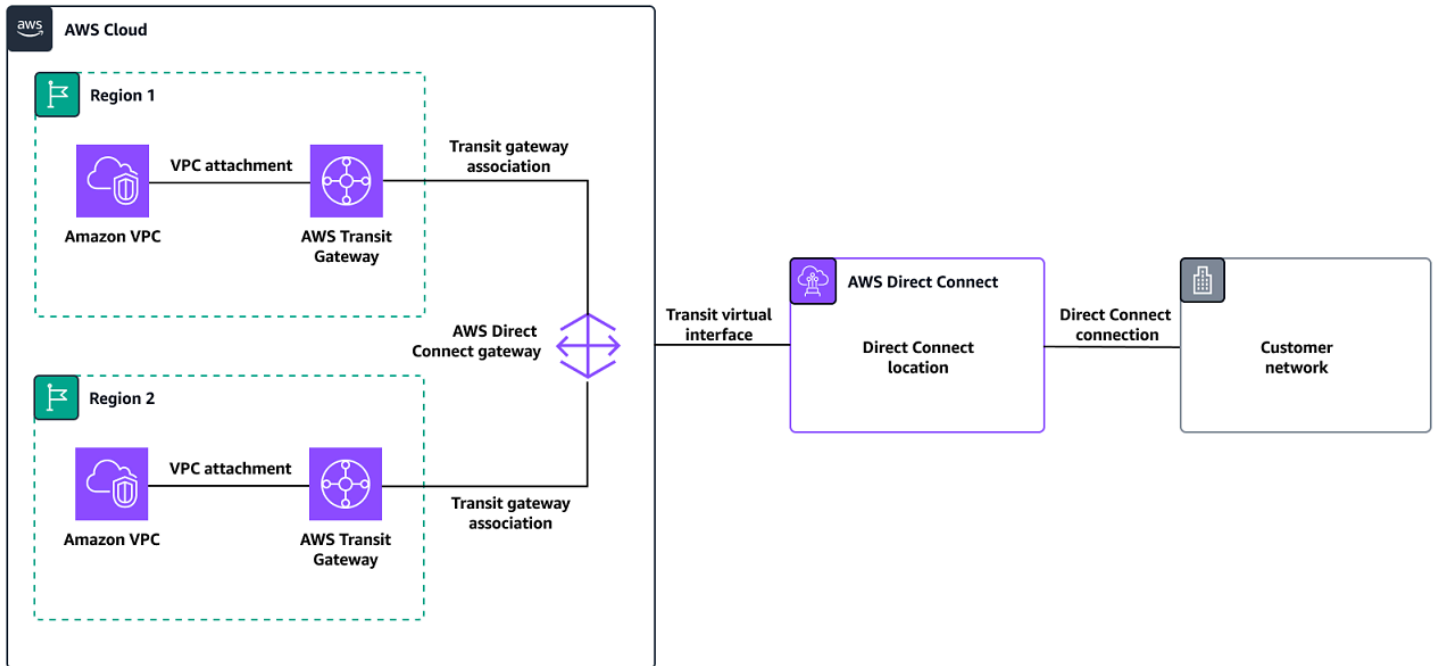 aws
AWS Cloud
Region 1
VPC attachment
Amazon VPC
AWS Transit
Gateway
Transit gateway
association
AWS Direct
Connect gateway
Region 2
VPC attachment
Amazon VPC
AWS Transit
Gateway
Transit gateway
association
Transit virtual
interface
AWS Direct Connect
Direct Connect
location
Direct Connect
connection
Customer
network